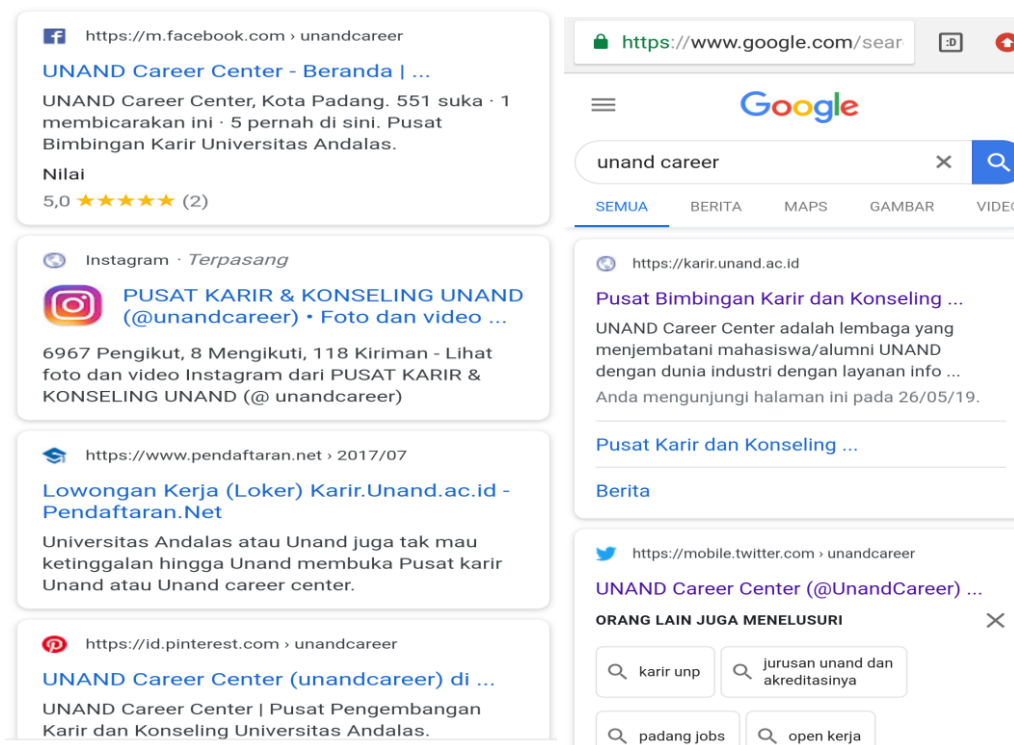 https://m.facebook.com › unandcareer
UNAND Career Center - Beranda | ...
UNAND Career Center, Kota Padang. 551 suka · 1
membicarakan ini · 5 pernah di sini. Pusat
Bimbingan Karir Universitas Andalas.
Nilai
5,0 ★★★★★ (2)
Instagram · Terpasang
PUSAT KARIR & KONSELING UNAND
(@unandcareer) • Foto dan video ...
6967 Pengikut, 8 Mengikuti, 118 Kiriman - Lihat
foto dan video Instagram dari PUSAT KARIR &
KONSELING UNAND (@ unandcareer)
https://www.pendaftaran.net › 2017/07
Lowongan Kerja (Loker) Karir.Unand.ac.id -
Pendaftaran.Net
Universitas Andalas atau Unand juga tak mau
ketinggalan hingga Unand membuka Pusat karir
Unand atau Unand career center.
https://id.pinterest.com › unandcareer
UNAND Career Center (unandcareer) di ...
UNAND Career Center | Pusat Pengembangan
Karir dan Konseling Universitas Andalas.
https://www.google.com/sear
:D
Google
unand career
SEMUA BERITA MAPS GAMBAR VIDEO
https://karir.unand.ac.id
Pusat Bimbingan Karir dan Konseling ...
UNAND Career Center adalah lembaga yang
menjembatani mahasiswa/alumni UNAND
dengan dunia industri dengan layanan info ...
Anda mengunjungi halaman ini pada 26/05/19.
Pusat Karir dan Konseling ...
Berita
https://mobile.twitter.com › unandcareer
UNAND Career Center (@UnandCareer) ...
ORANG LAIN JUGA MENELUSURI
karir unp
jurusan unand dan
akreditasinya
padang jobs
open kerja